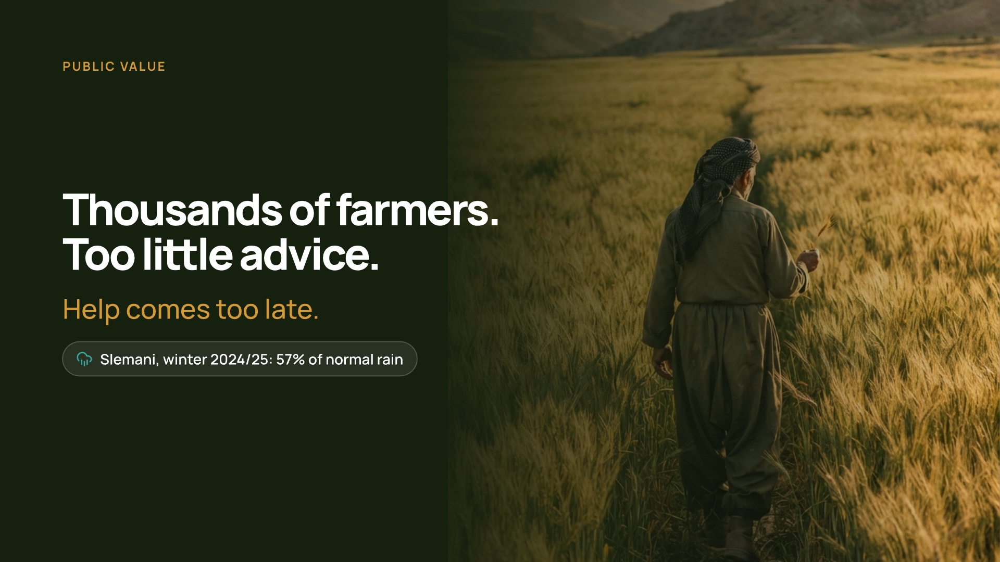 PUBLIC VALUE
Thousands of farmers.
Too little advice.
Help comes too late.
Slemani, winter 2024/25: 57% of normal rain